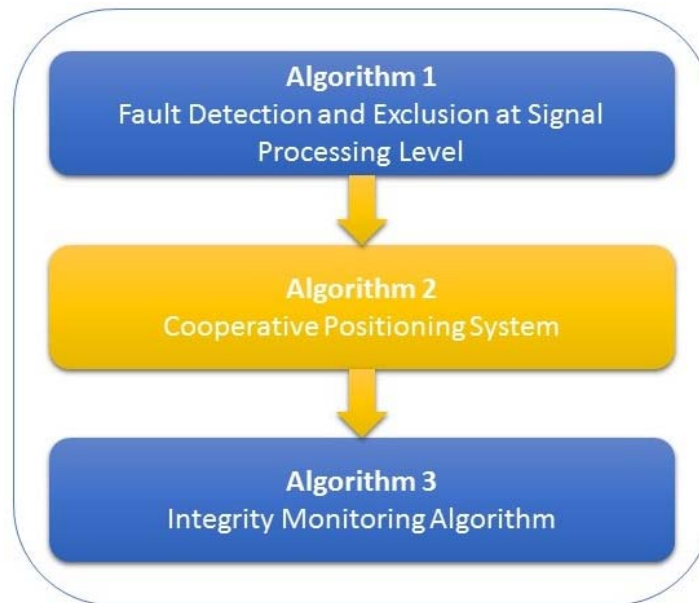 Algorithm 1
Fault Detection and Exclusion at Signal
Processing Level
Algorithm 2
Cooperative Positioning System
Algorithm 3
Integrity Monitoring Algorithm